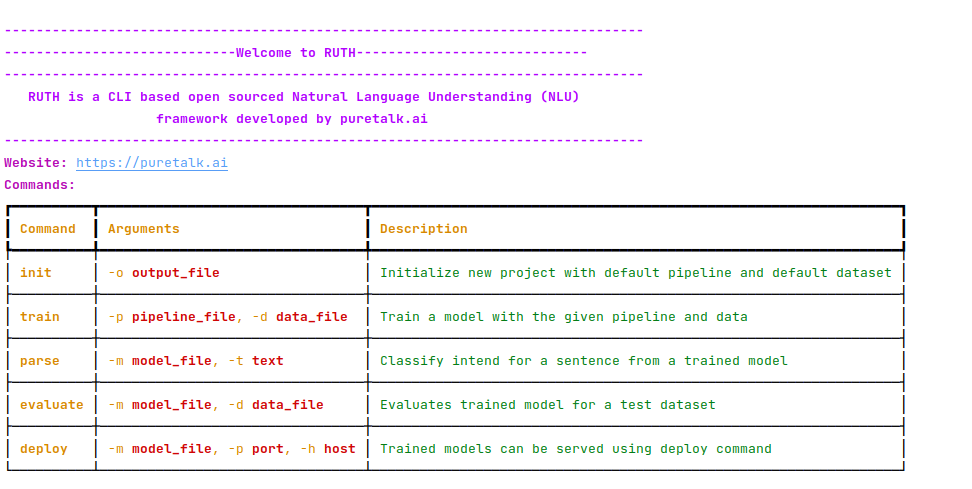 --------------------------------------------------------------------------------
-----------------------------Welcome to RUTH-----------------------------
--------------------------------------------------------------------------------
RUTH is a CLI based open sourced Natural Language Understanding (NLU)
framework developed by puretalk.ai
--------------------------------------------------------------------------------
Website: https://puretalk.ai
Commands:
Command Arguments Description
init -o output_file Initialize new project with default pipeline and default dataset
train -p pipeline_file, -d data_file Train a model with the given pipeline and data
parse -m model_file, -t text Classify intend for a sentence from a trained model
evaluate -m model_file, -d data_file Evaluates trained model for a test dataset
deploy -m model_file, -p port, -h host Trained models can be served using deploy command